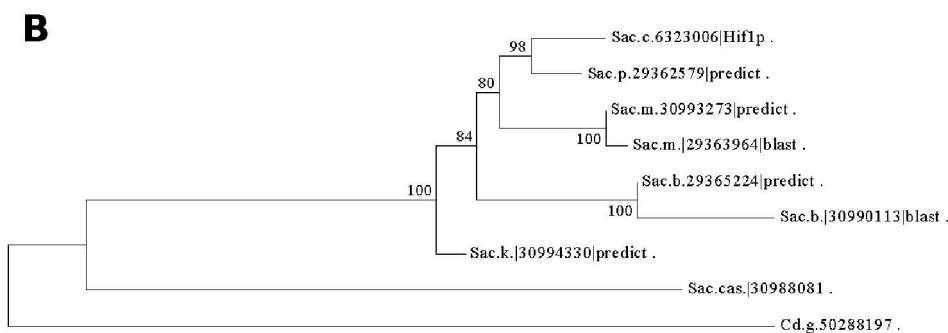 B
Sac.c.6323006|Hif1p .
98
Sac.p.29362579|predict .
80
Sac.m.30993273|predict .
100
Sac.m.|29363964|blast .
84
Sac.b.29365224|predict .
100
100
Sac.b.|30990113|blast .
Sac.k.|30994330|predict .
Sac.cas.|30988081 .
Cd.g.50288197 .